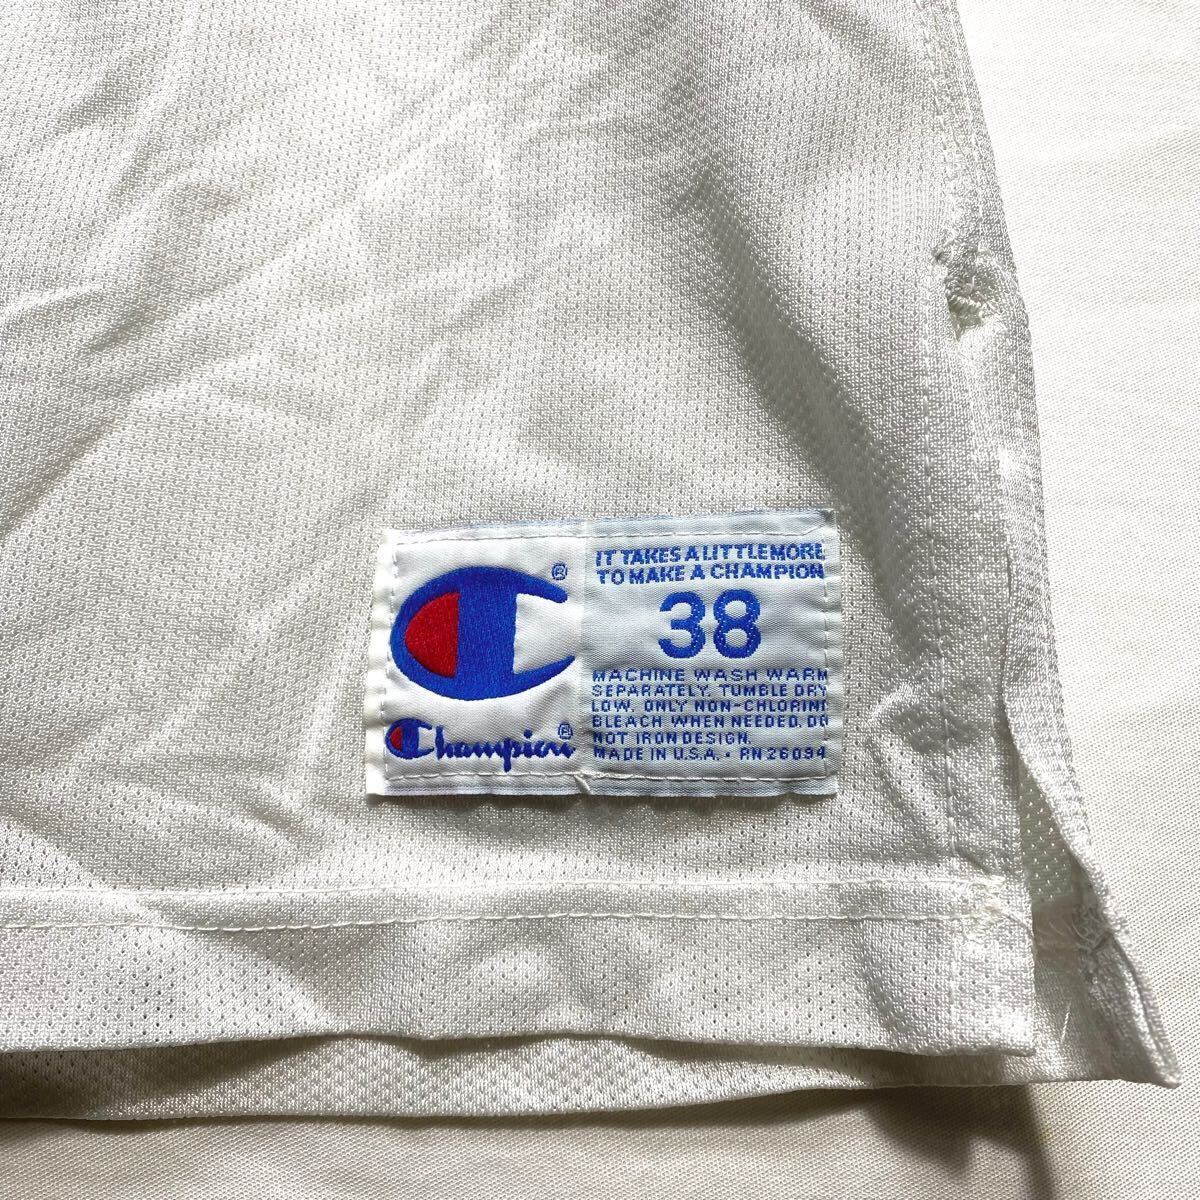 ®
Champion®
IT TAKES A LITTLE MORE
TO MAKE A CHAMPION
38
MACHINE WASH WARM
SEPARATELY. TUMBLE DRY
LOW. ONLY NON-CHLORINE
BLEACH WHEN NEEDED. DO
NOT IRON DESIGN.
MADE IN U.S.A. • RN 26094